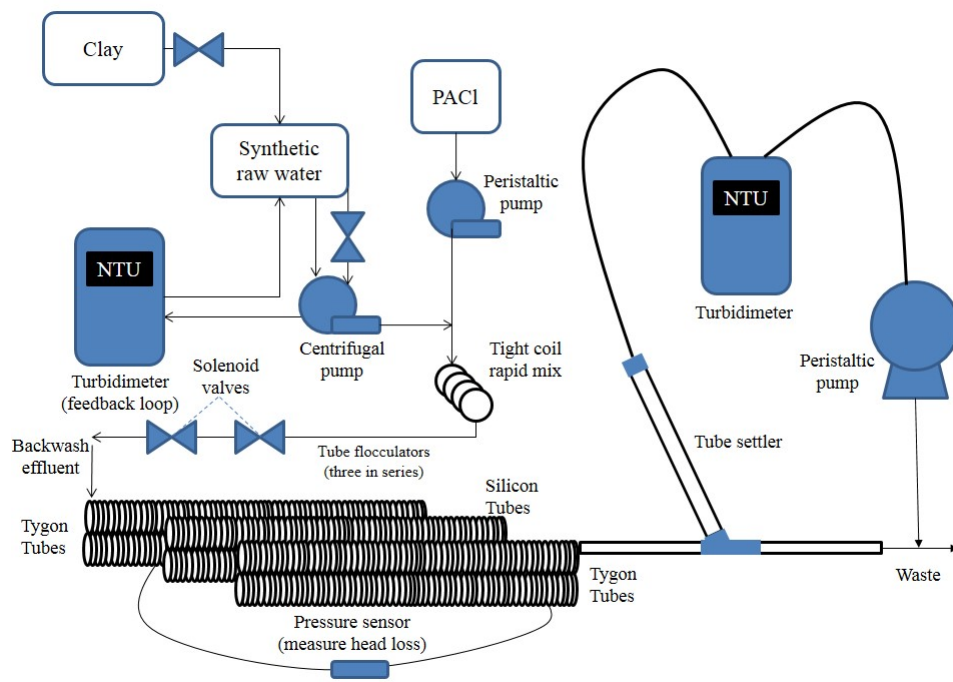 Clay
PACl
Synthetic
raw water
Peristaltic
pump
NTU
NTU
Turbidimeter
Centrifugal
pump
Tight coil
rapid mix
Peristaltic
pump
Turbidimeter
(feedback loop)
Solenoid
valves
Tube settler
Backwash
effluent
Tube flocculators
(three in series)
Silicon
Tubes
Tygon
Tubes
Tygon
Tubes
Waste
Pressure sensor
(measure head loss)